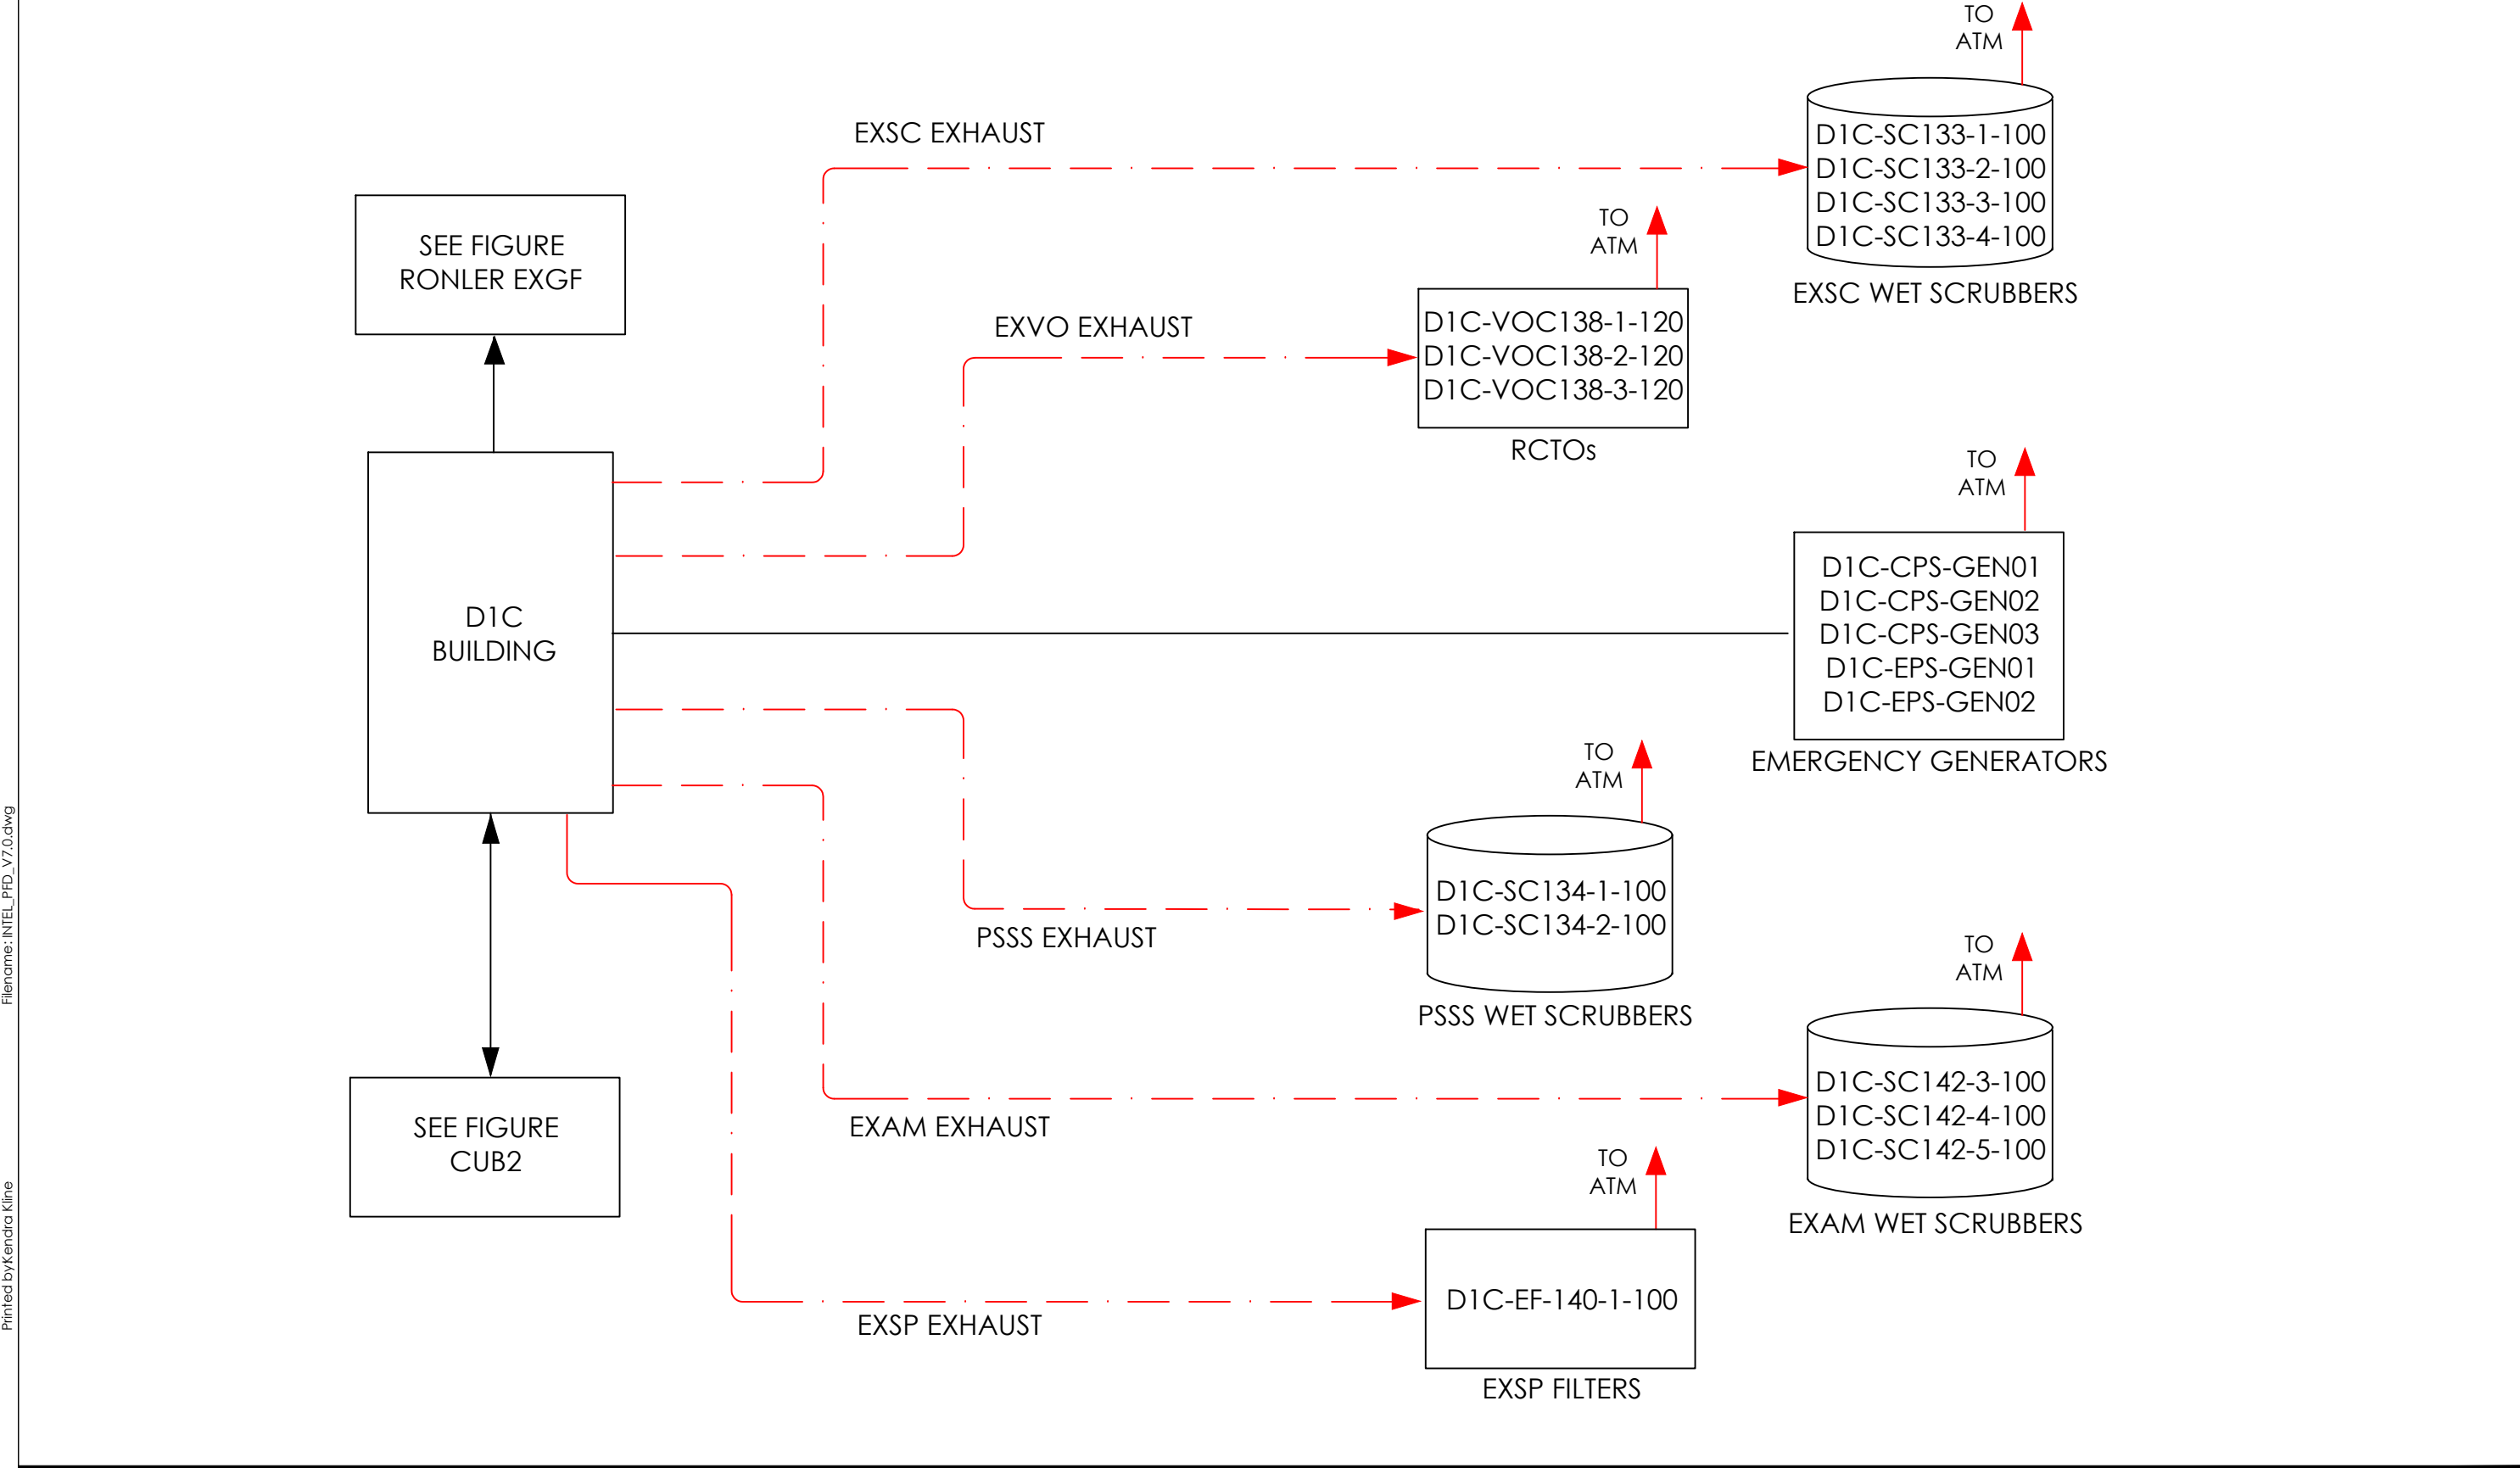 TO
ATM
EXSC EXHAUST
D1C-SC133-1-100
D1C-SC133-2-100
D1C-SC133-3-100
D1C-SC133-4-100
EXSC WET SCRUBBERS
SEE FIGURE
RONLER EXGF
TO
ATM
EXVO EXHAUST
D1C-VOC138-1-120
D1C-VOC138-2-120
D1C-VOC138-3-120
RCTOs
TO
ATM
D1C-CPS-GEN01
D1C-CPS-GEN02
D1C-CPS-GEN03
D1C-EPS-GEN01
D1C-EPS-GEN02
EMERGENCY GENERATORS
D1C
BUILDING
TO
ATM
D1C-SC134-1-100
D1C-SC134-2-100
PSSS EXHAUST
PSSS WET SCRUBBERS
TO
ATM
D1C-SC142-3-100
D1C-SC142-4-100
D1C-SC142-5-100
EXAM EXHAUST
EXAM WET SCRUBBERS
SEE FIGURE
CUB2
TO
ATM
D1C-EF-140-1-100
EXSP EXHAUST
EXSP FILTERS
Printed byKendra Kline
Filename: INTEL_PFD_V7.0.dwg